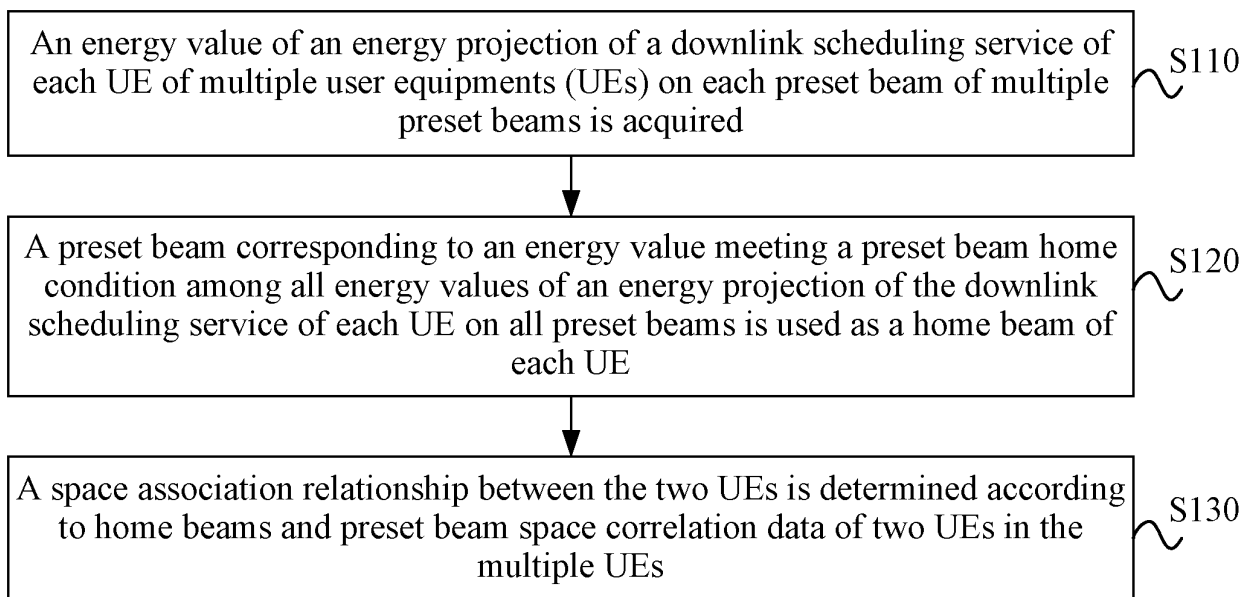 An energy value of an energy projection of a downlink scheduling service of
each UE of multiple user equipments (UEs) on each preset beam of multiple
preset beams is acquired
S110
A preset beam corresponding to an energy value meeting a preset beam home
condition among all energy values of an energy projection of the downlink
scheduling service of each UE on all preset beams is used as a home beam of
each UE
S120
A space association relationship between the two UEs is determined according
to home beams and preset beam space correlation data of two UEs in the
multiple UEs
S130